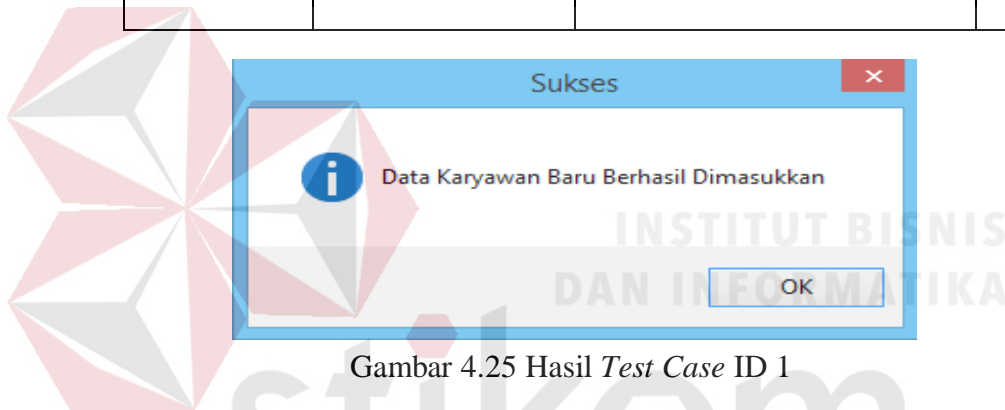 Sukses
Data Karyawan Baru Berhasil Dimasukkan
INSTITUT BISNIS
DAN INFORMATIKA
OK
Gambar 4.25 Hasil Test Case ID 1
stikom